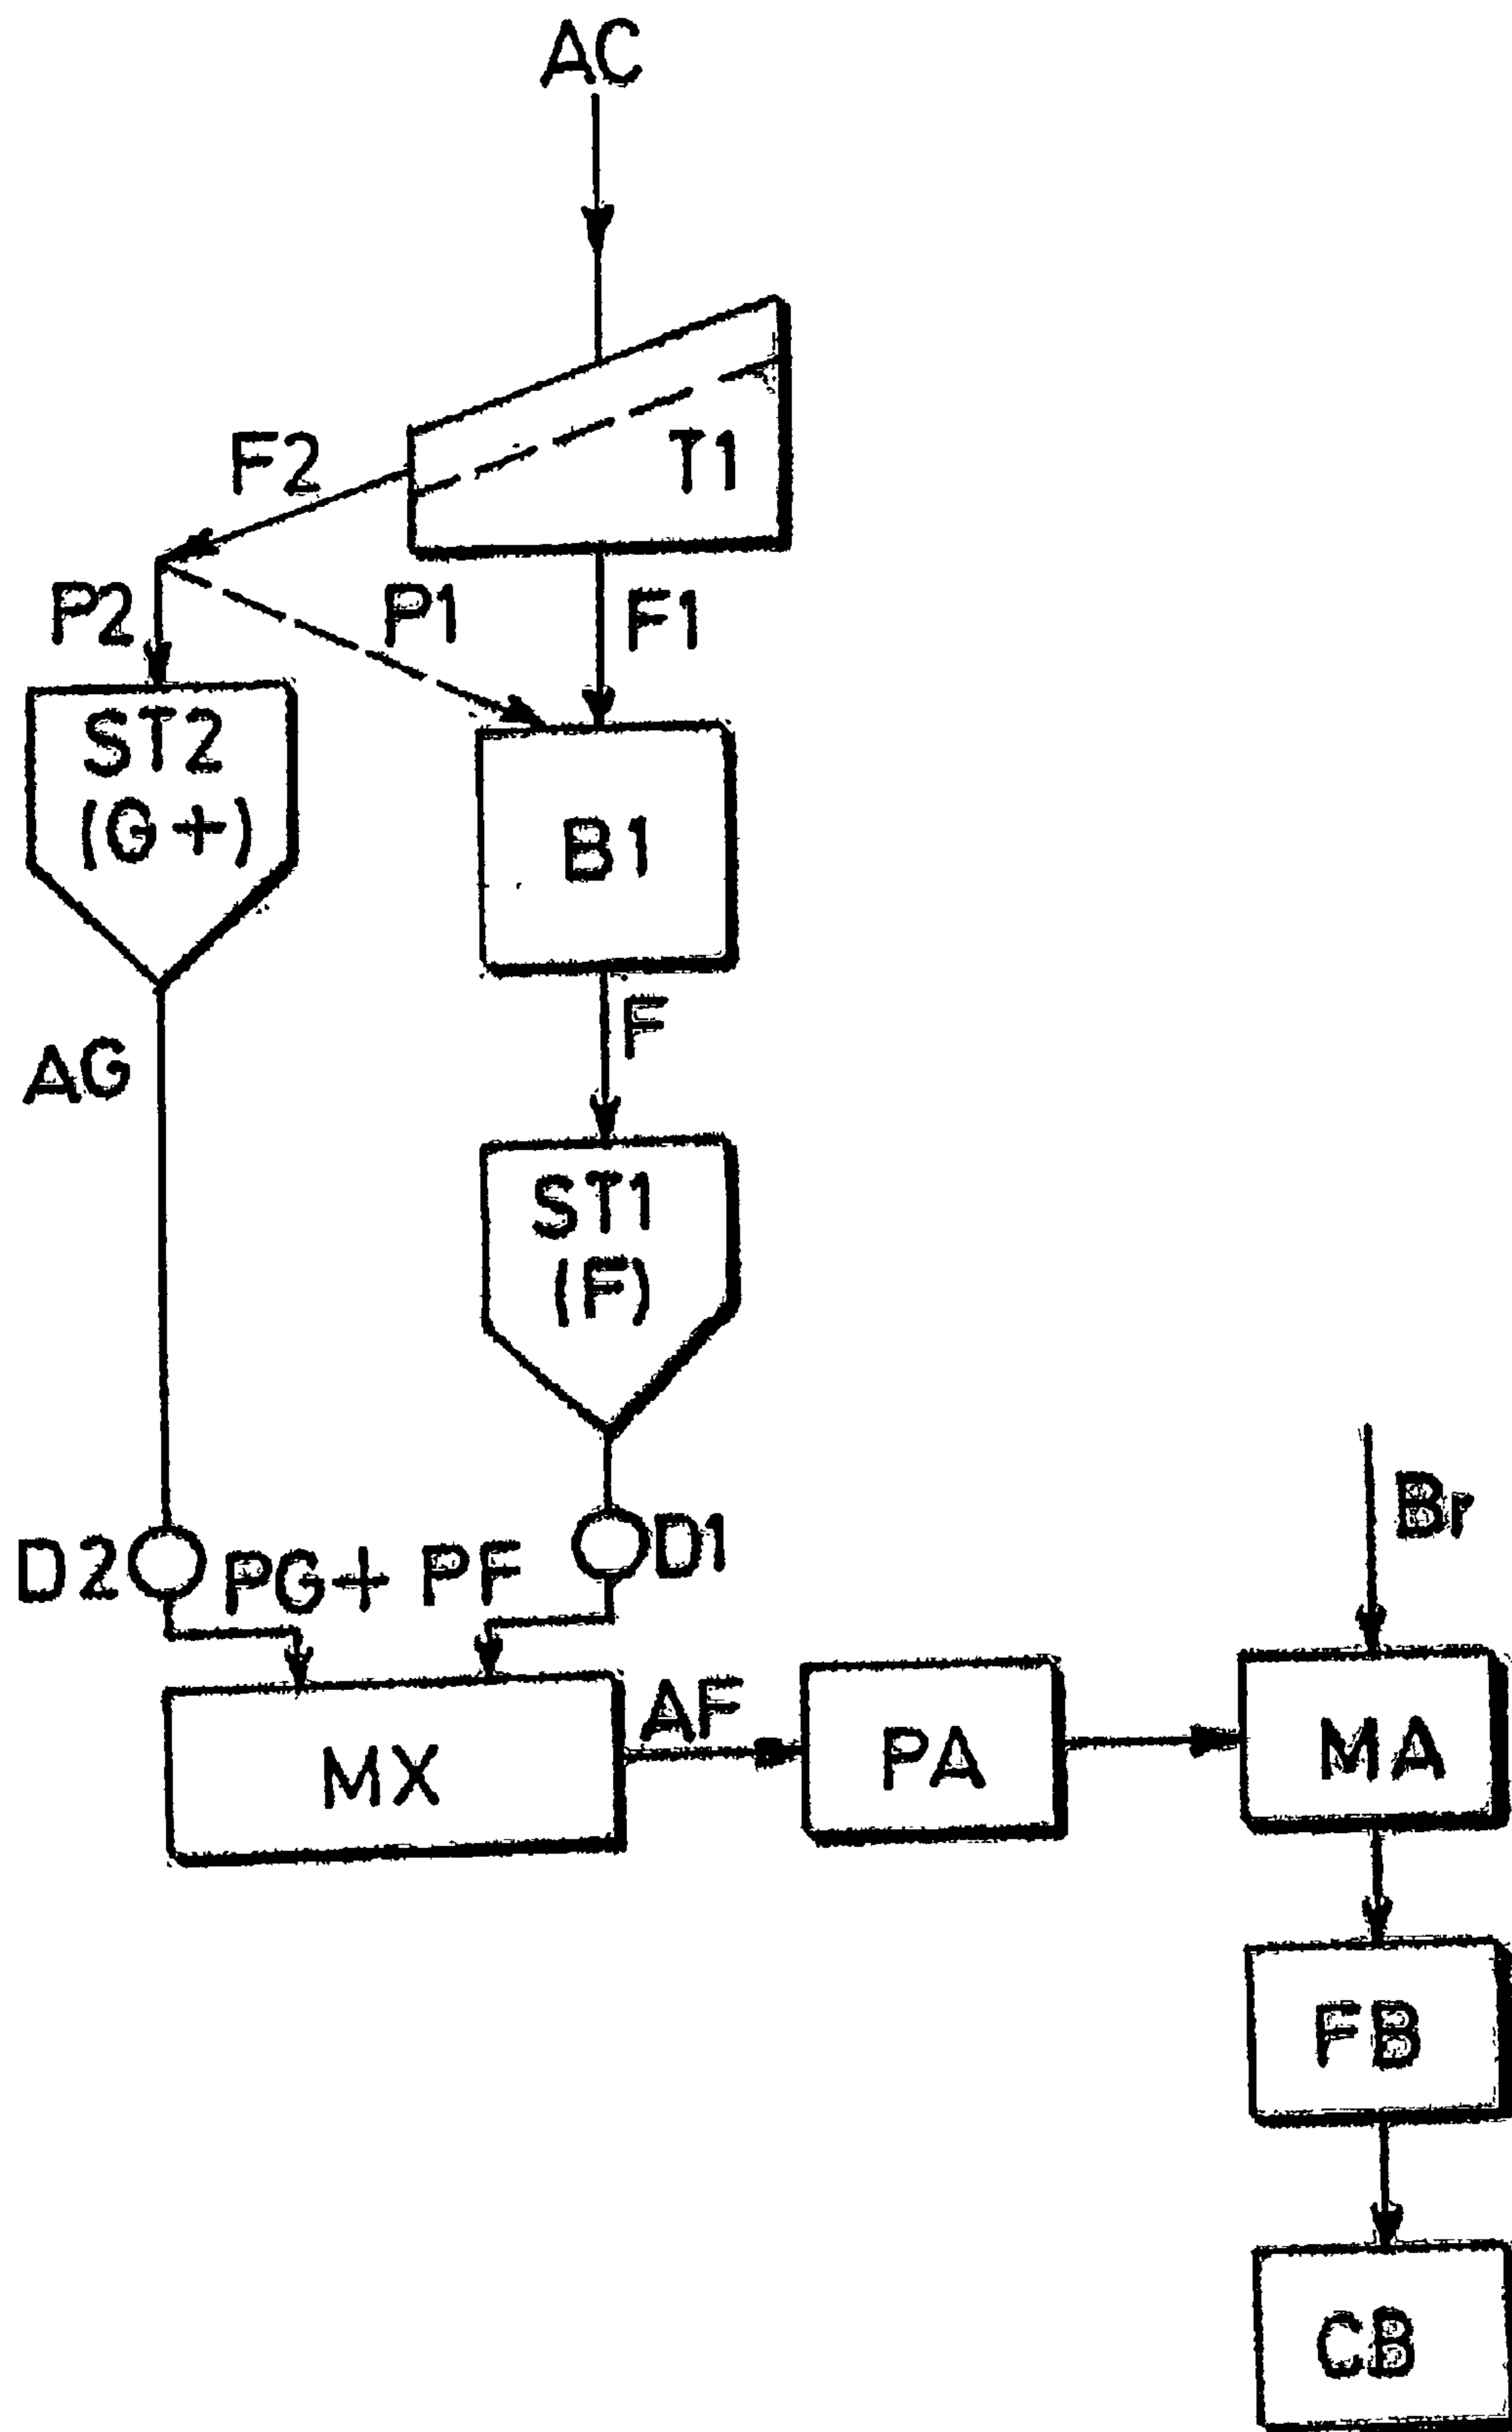 AC
T1
F2
P2
P1
F1
ST2
(G+)
B1
F
AG
ST1
(F)
Br
D2
PG+
PF
D1
AF
MX
PA
MA
FB
CB